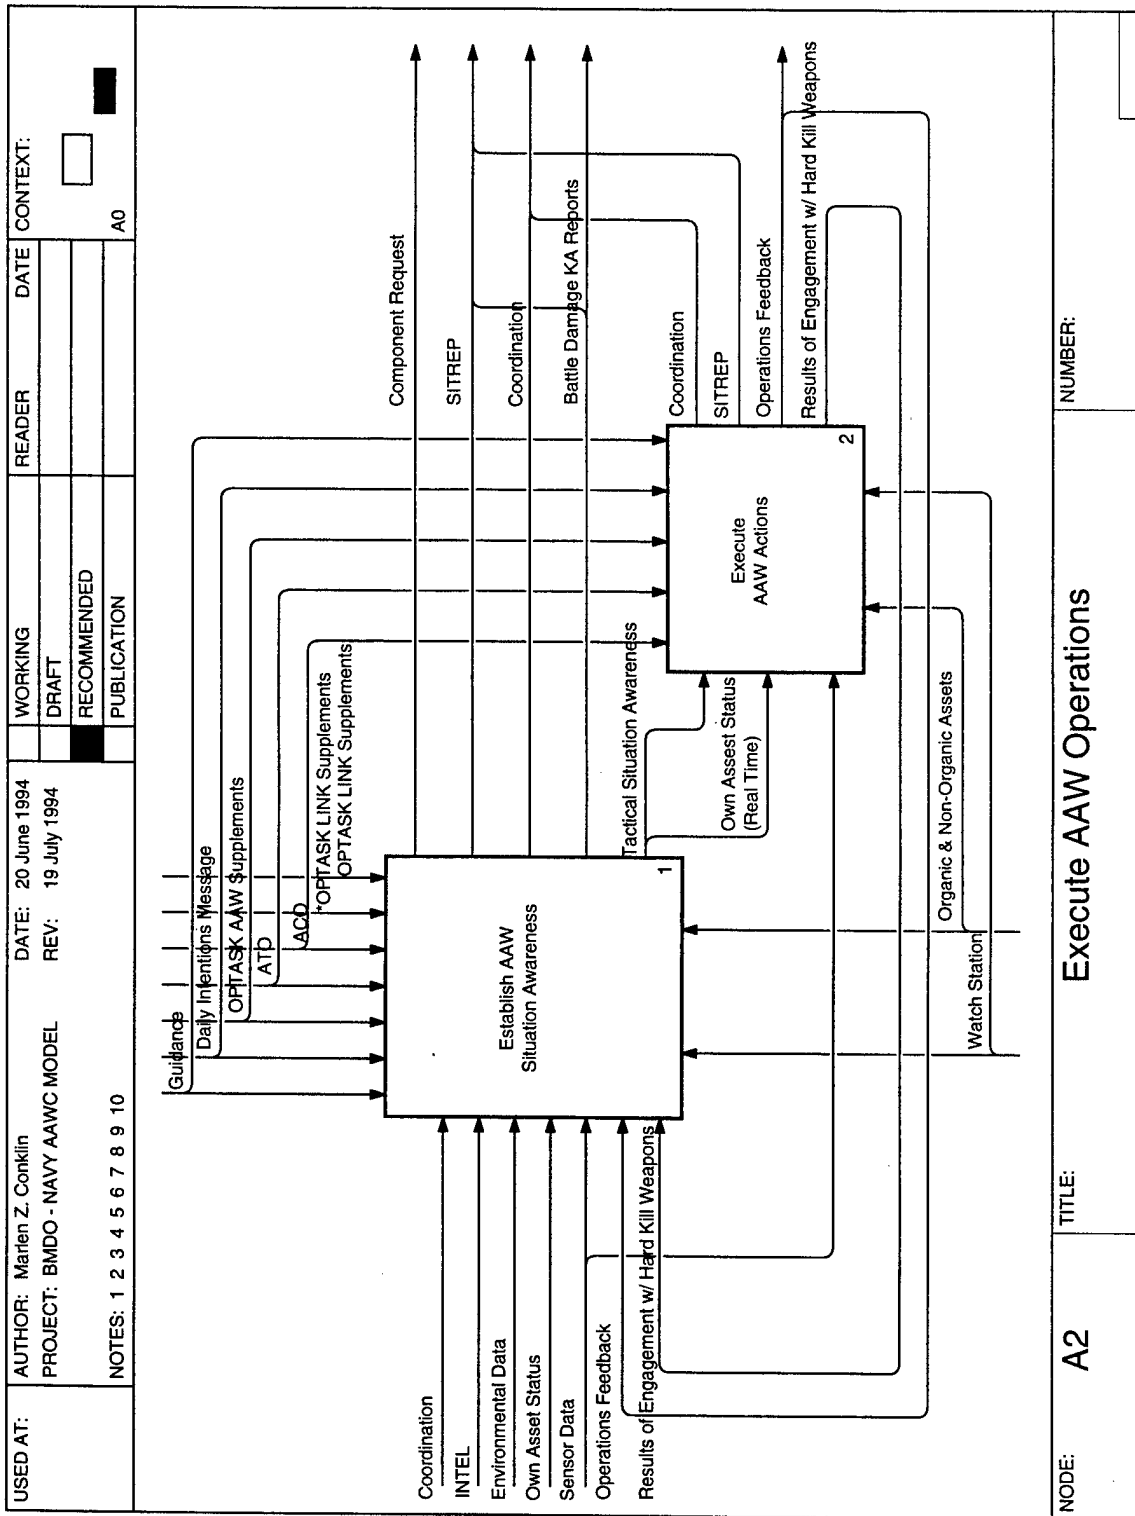 USED AT:
AUTHOR: Marlen Z. Conklin
PROJECT: BMDO - NAVY AAWC MODEL
NOTES: 1 2 3 4 5 6 7 8 9 10
DATE: 20 June 1994
REV: 19 July 1994
WORKING
DRAFT
RECOMMENDED
PUBLICATION
READER
DATE
CONTEXT:
A0
Guidance
Daily Intentions Message
OPTASK AAW Supplements
ATO
ACO
*OPTASK LINK Supplements
OPTASK LINK Supplements
Coordination
INTEL
Environmental Data
Own Asset Status
Sensor Data
Operations Feedback
Results of Engagement w/ Hard Kill Weapons
Establish AAW
Situation Awareness
1
Component Request
SITREP
Coordination
Battle Damage KA Reports
Tactical Situation Awareness
Own Assest Status
(Real Time)
Execute
AAW Actions
2
Coordination
SITREP
Operations Feedback
Results of Engagement w/ Hard Kill Weapons
Organic & Non-Organic Assets
Watch Station
NODE:
A2
TITLE:
Execute AAW Operations
NUMBER: